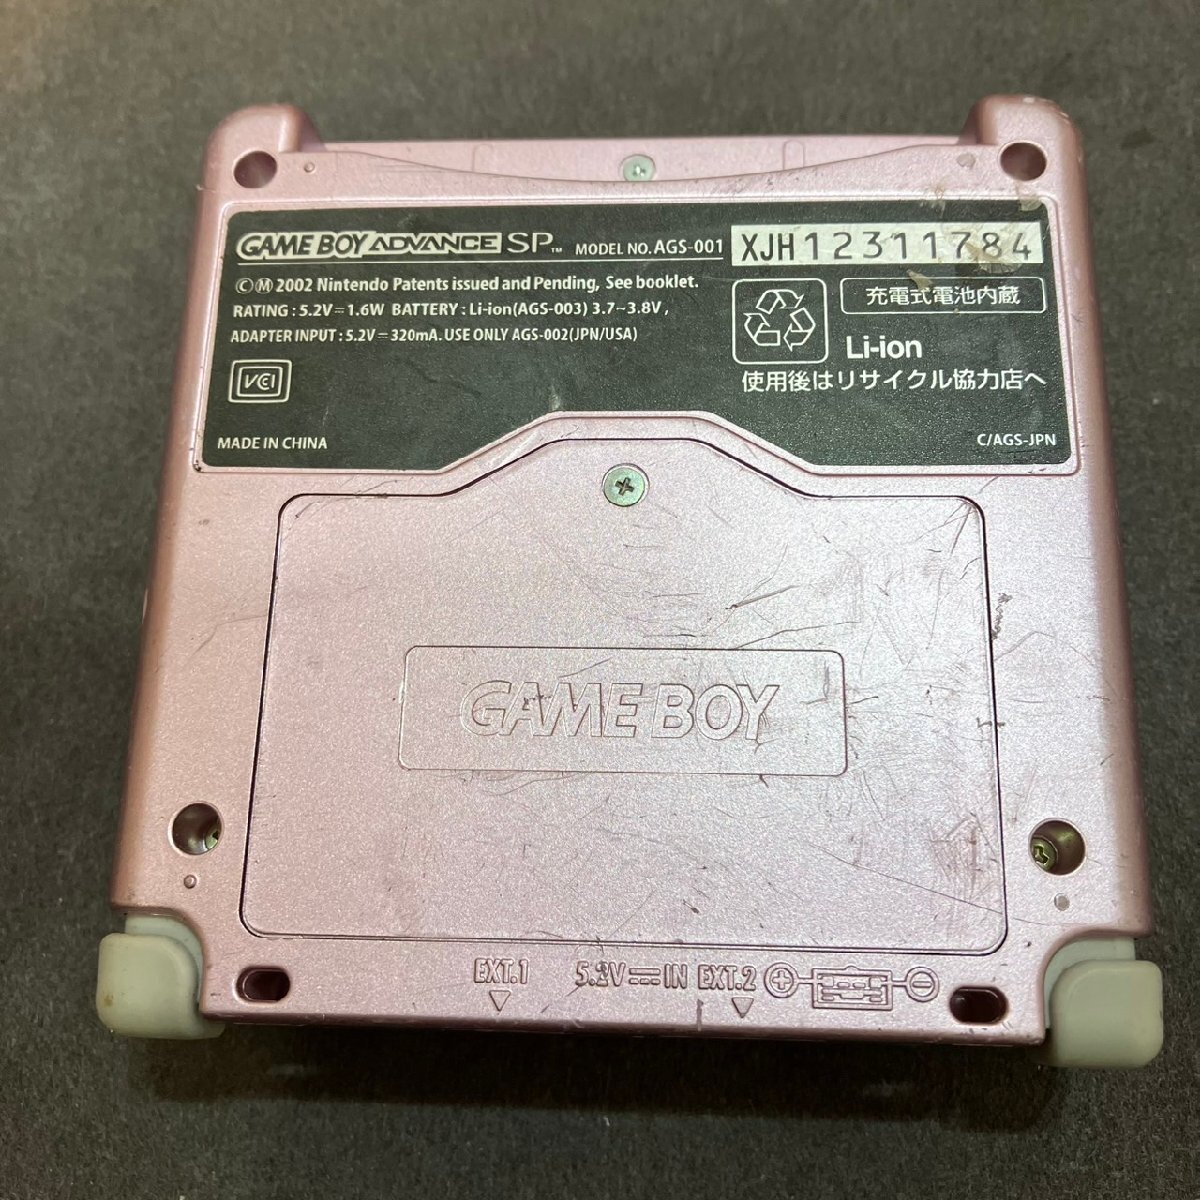 GAME BOY ADVANCE SP™ MODEL NO. AGS-001 XJH12311784
©Ⓜ 2002 Nintendo Patents issued and Pending, See booklet.
RATING : 5.2V⎓1.6W BATTERY : Li-ion(AGS-003) 3.7~3.8V ,
ADAPTER INPUT : 5.2V⎓320mA. USE ONLY AGS-002(JPN/USA)
VCI
MADE IN CHINA
充電式電池内蔵
Li-ion
使用後はリサイクル協力店へ
C/AGS-JPN
GAME BOY
EXT.1 5.2V⎓IN EXT.2